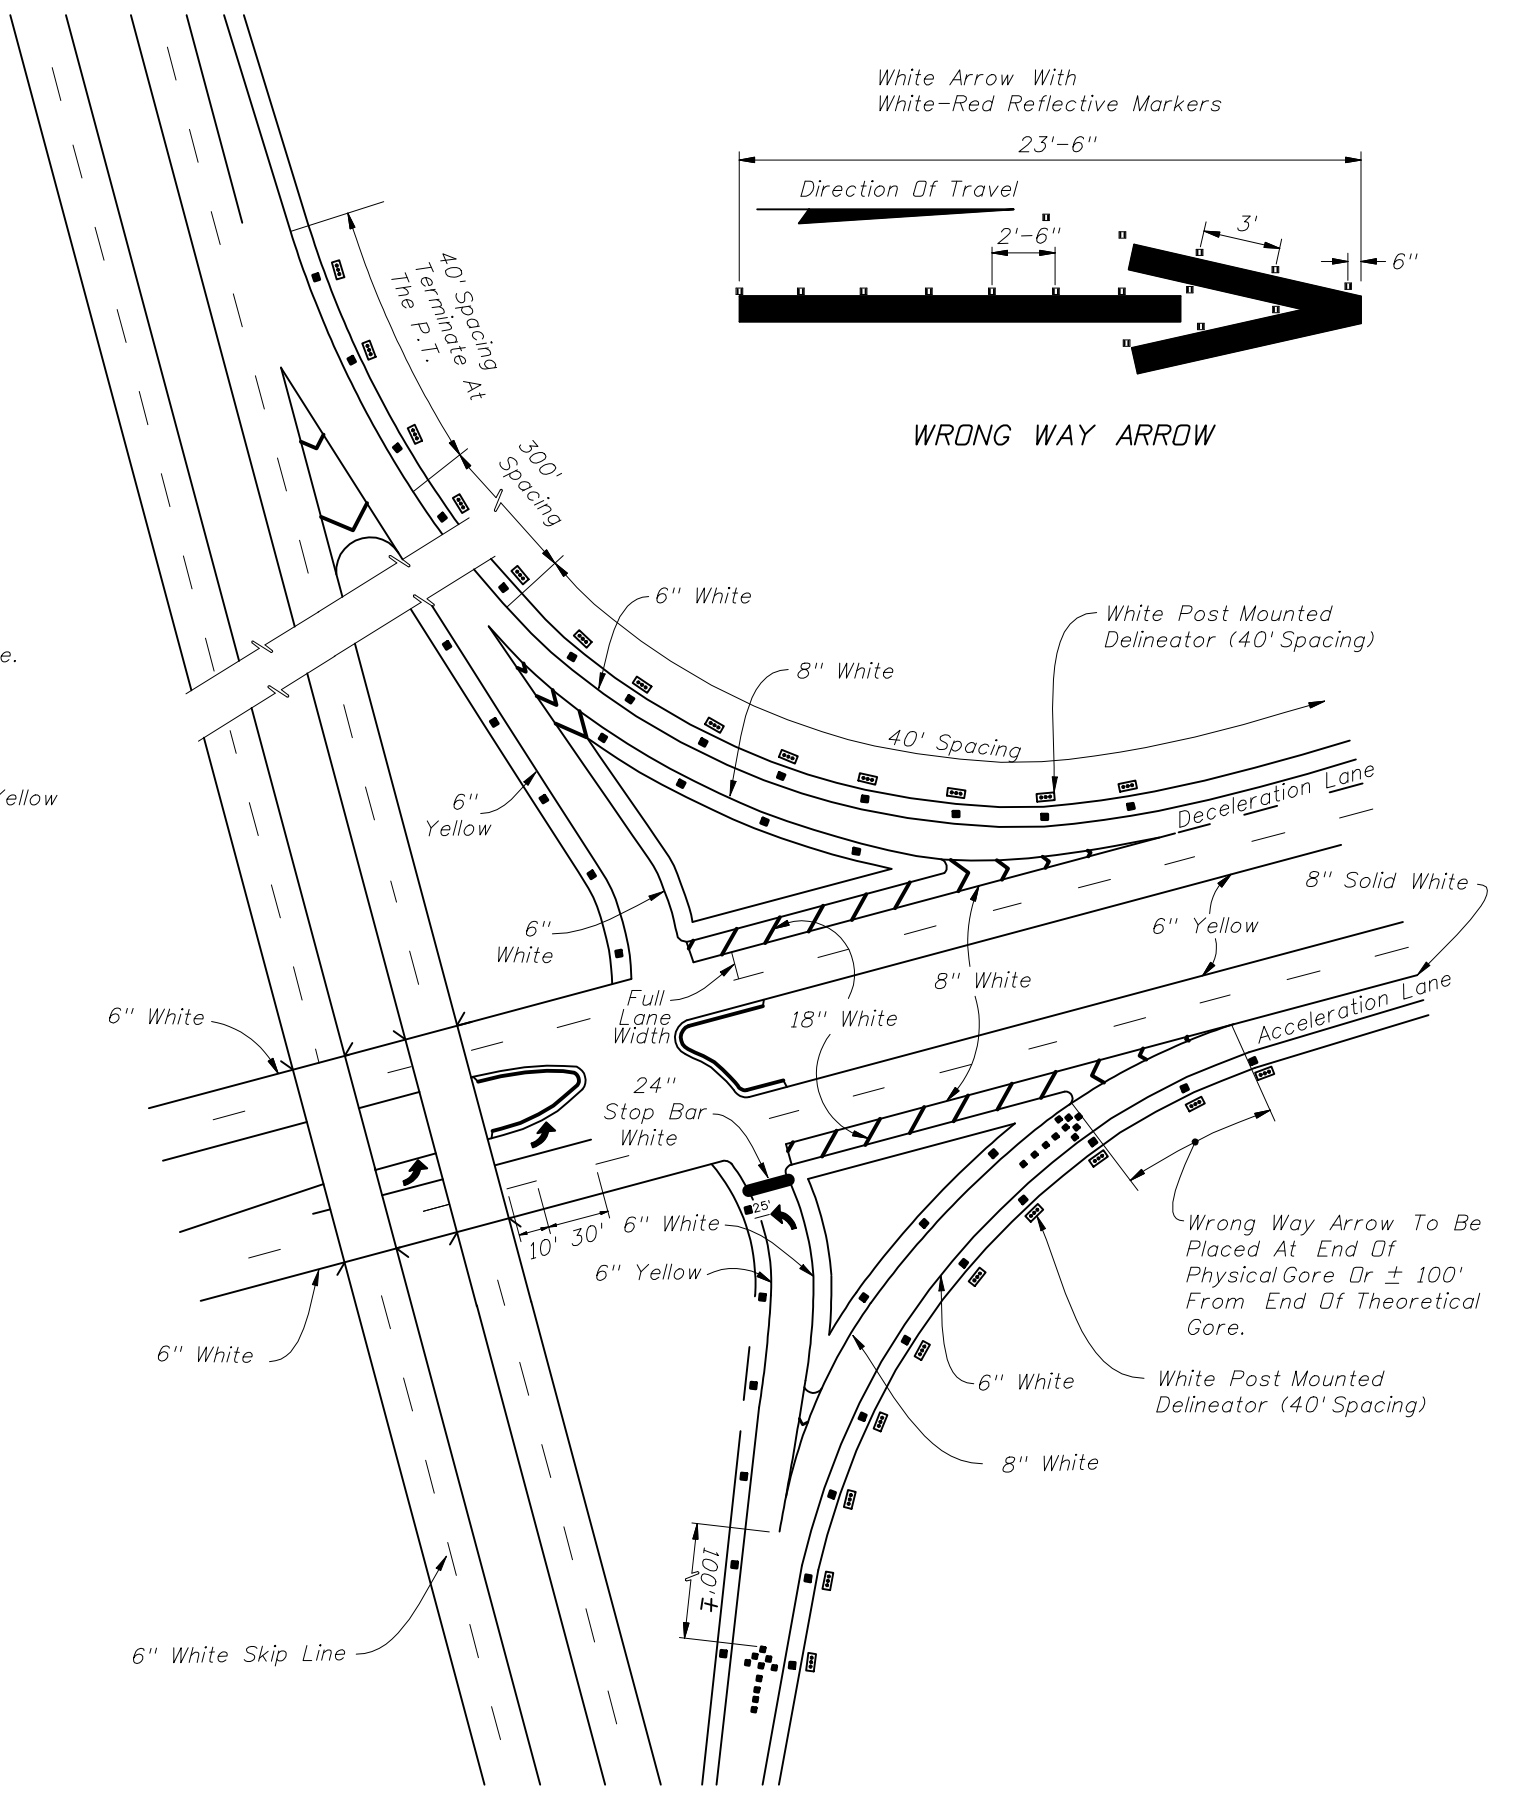 White Arrow With
White-Red Reflective Markers
23'-6"
Direction Of Travel
2'-6"
3'
6"
WRONG WAY ARROW
40' Spacing
Terminate At
The P.T.
300'
Spacing
6" White
White Post Mounted
Delineator (40' Spacing)
e.
8" White
40' Spacing
Deceleration Lane
Yellow
6"
Yellow
8" Solid White
6"
White
6" Yellow
8" White
Full
Lane
Width
18" White
6" White
Acceleration Lane
24"
Stop Bar
White
25'
10' 30'
6" White
6" Yellow
Wrong Way Arrow To Be
Placed At End Of
Physical Gore Or ± 100'
From End Of Theoretical
Gore.
6" White
6" White
White Post Mounted
Delineator (40' Spacing)
8" White
100'±
6" White Skip Line